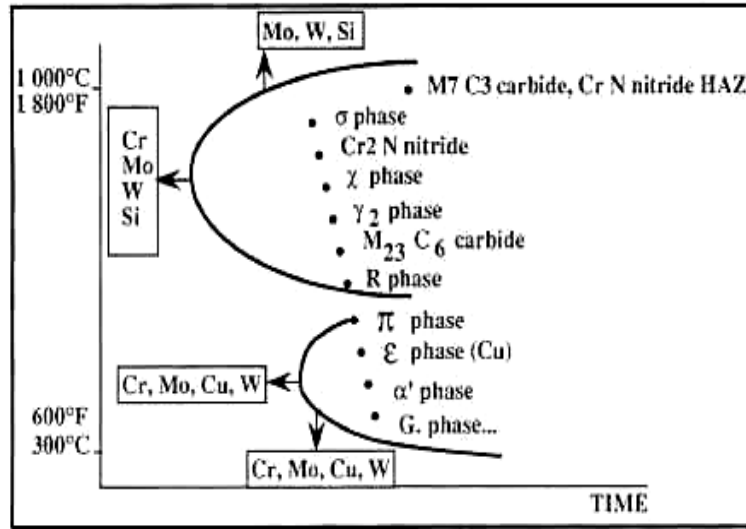 Mo, W, Si
1 000°C
1 800°F
M7 C3 carbide, Cr N nitride HAZ
σ phase
Cr2 N nitride
χ phase
γ2 phase
M23 C6 carbide
R phase
Cr
Mo
W
Si
π phase
ε phase (Cu)
α' phase
G. phase...
Cr, Mo, Cu, W
600°F
300°C
Cr, Mo, Cu, W
TIME